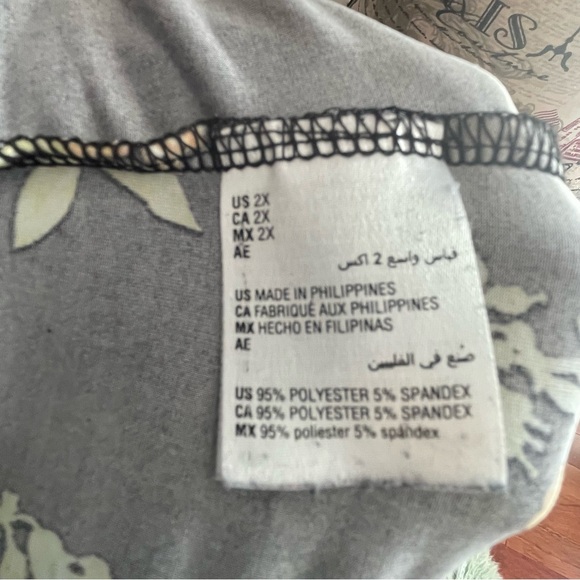 IS
US 2X
CA 2X
MX 2X
AE
قياس واسع 2 اكس
US MADE IN PHILIPPINES
CA FABRIQUÉ AUX PHILIPPINES
MX HECHO EN FILIPINAS
AE
صُنع في الفلبين
US 95% POLYESTER 5% SPANDEX
CA 95% POLYESTER 5% SPANDEX
MX 95% poliester 5% spandex